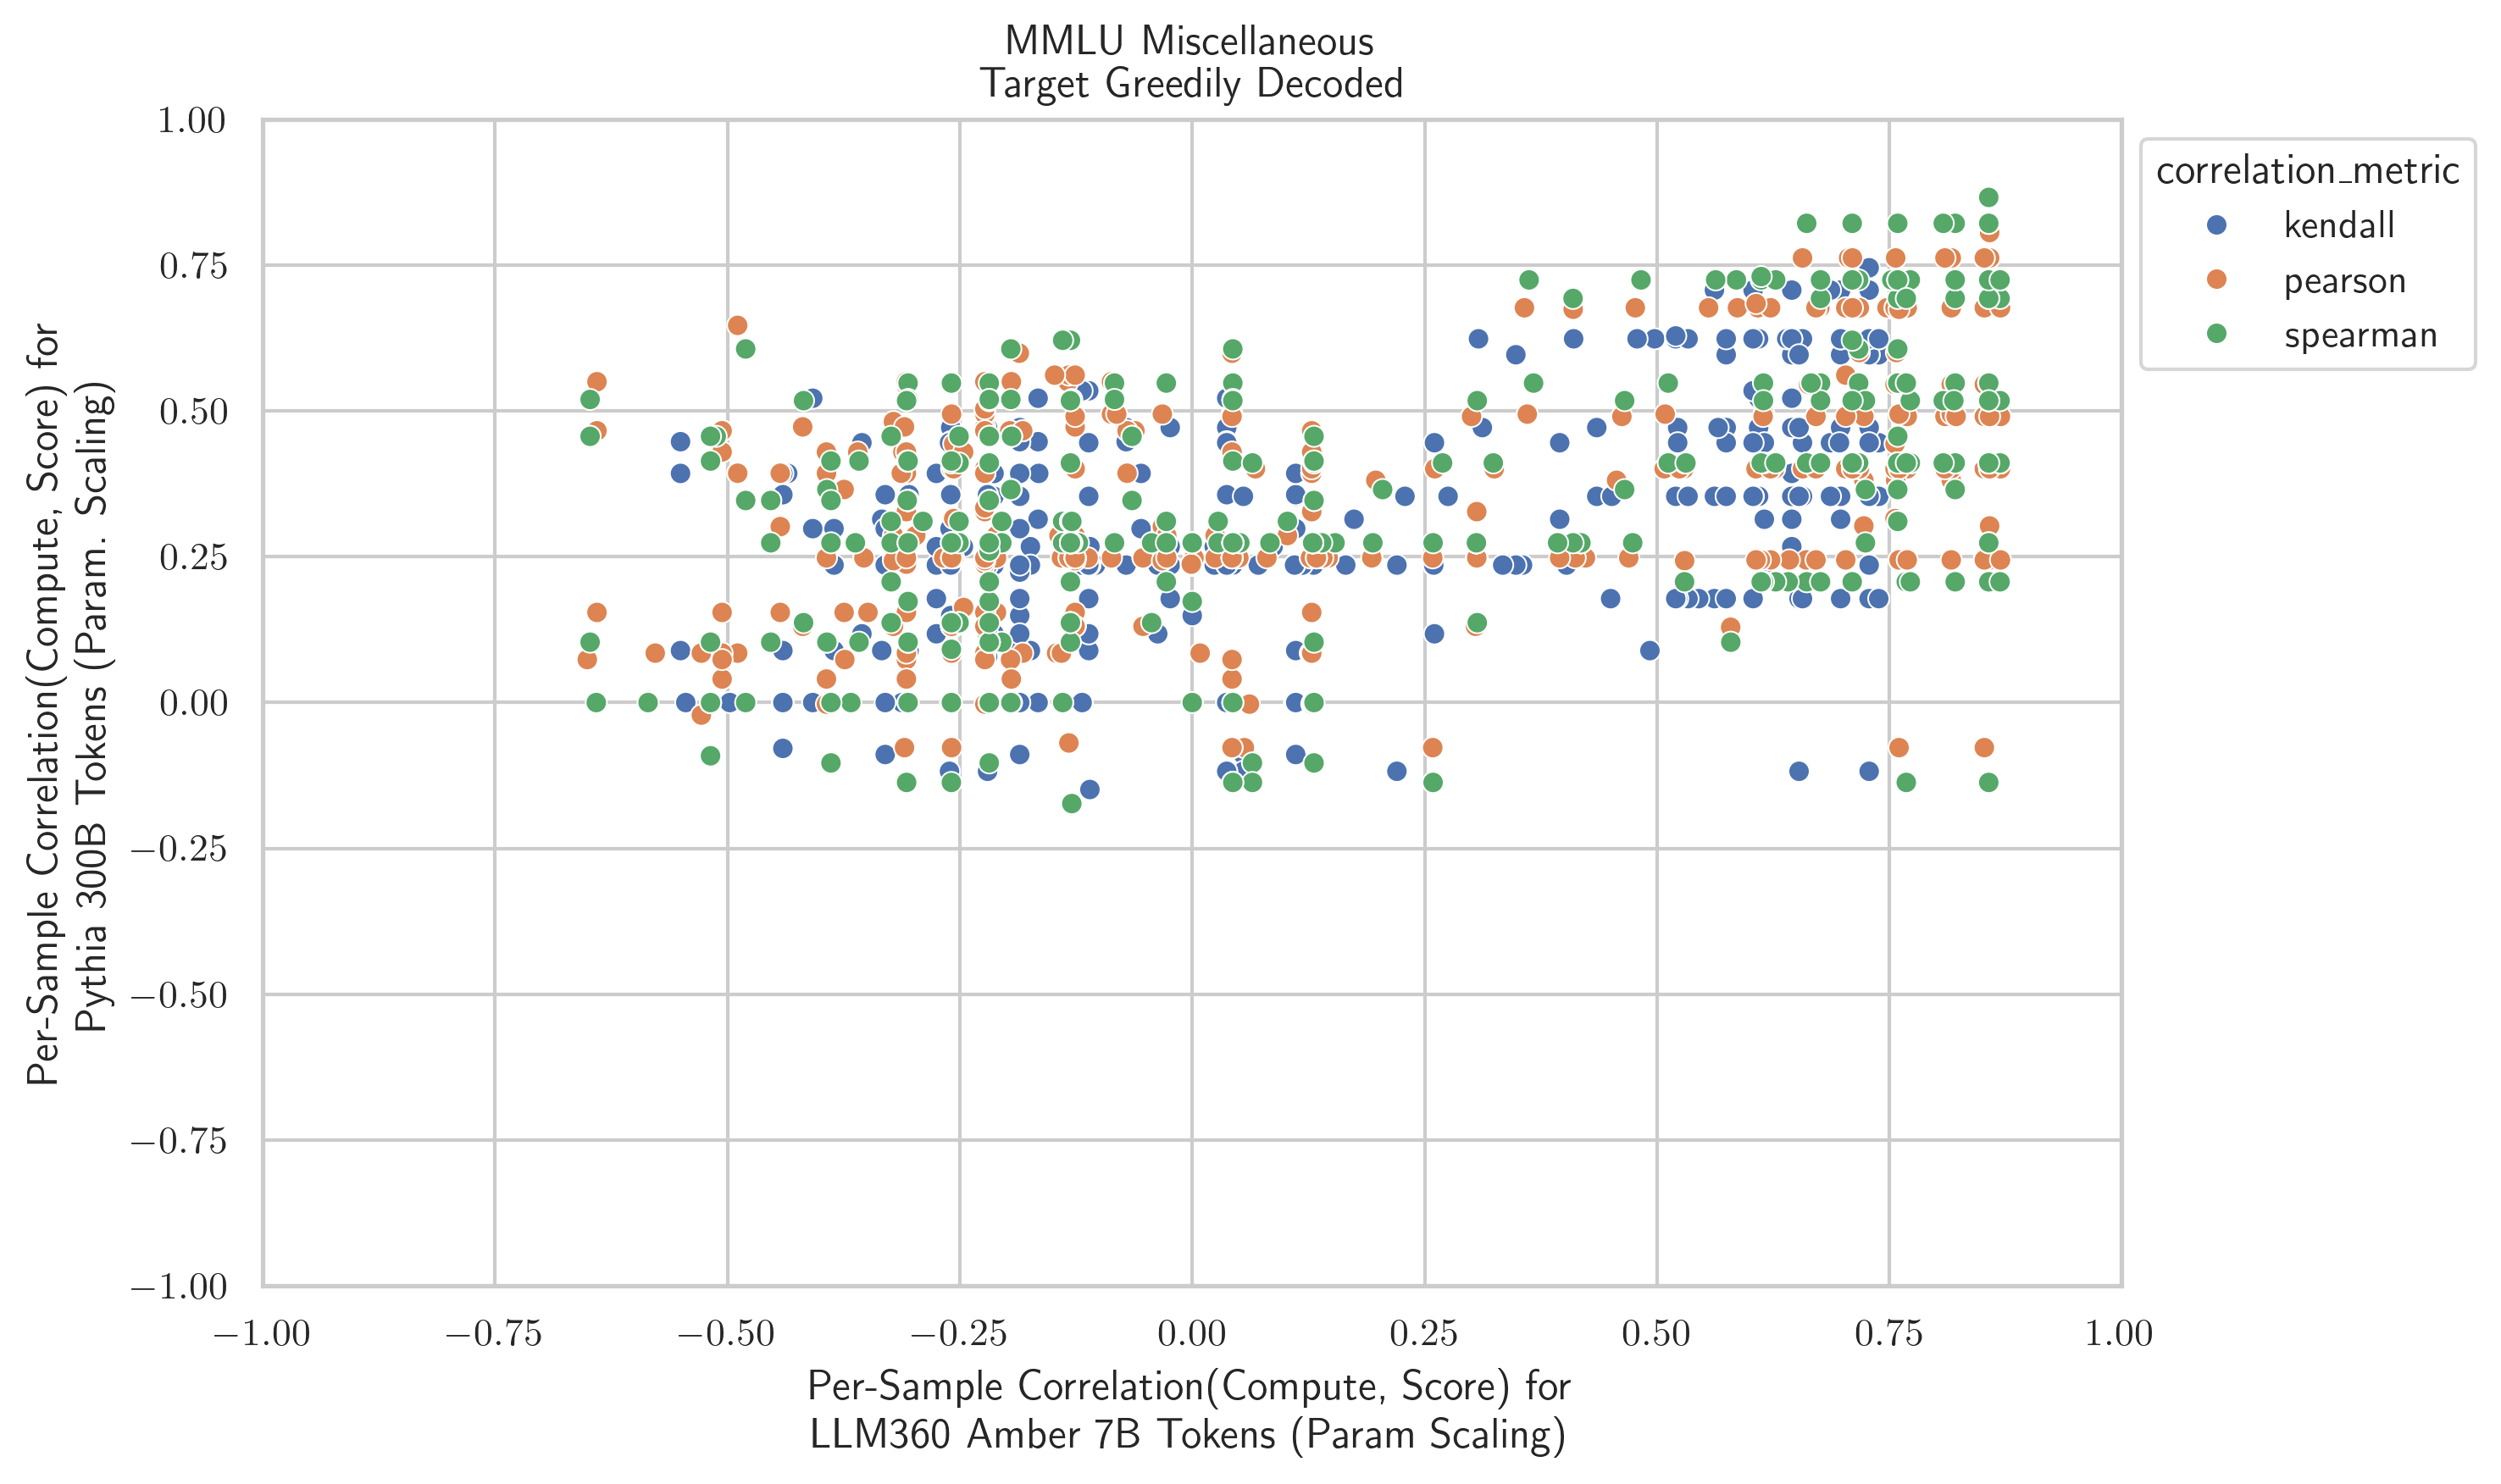 MMLU Miscellaneous
Target Greedily Decoded
Per-Sample Correlation(Compute, Score) for
Pythia 300B Tokens (Param. Scaling)
1.00
0.75
0.50
0.25
0.00
−0.25
−0.50
−0.75
−1.00
correlation_metric
kendall
pearson
spearman
−1.00 −0.75 −0.50 −0.25 0.00 0.25 0.50 0.75 1.00
Per-Sample Correlation(Compute, Score) for
LLM360 Amber 7B Tokens (Param Scaling)